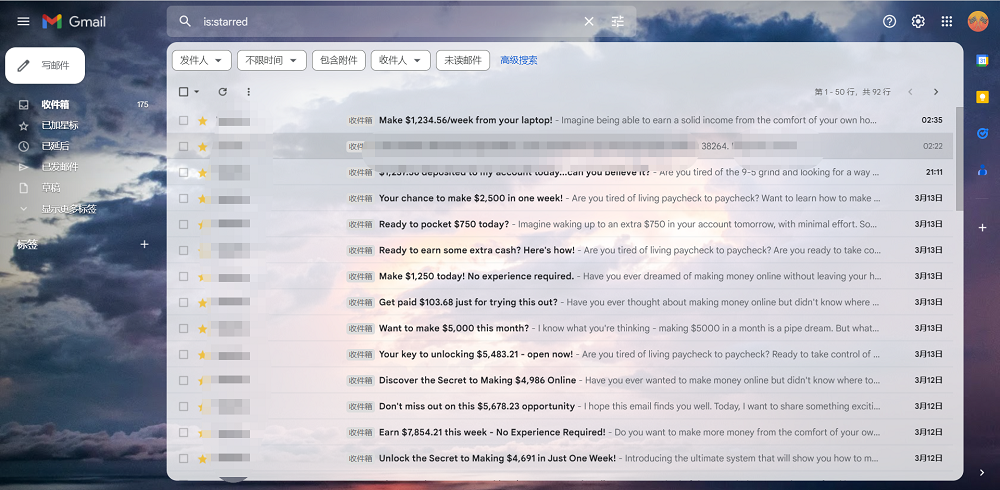 Gmail
is:starred
写邮件
收件箱 175
已加星标
已延后
已发邮件
草稿
显示更多标签
标签
发件人 不限时间 包含附件 收件人 未读邮件 高级搜索
第 1 - 50 行，共 92 行
收件箱 Make $1,234.56/week from your laptop! - Imagine being able to earn a solid income from the comfort of your own ho... 02:35
38264. 02:22
deposited to my account today...can you believe it? - Are you tired of the 9-5 grind and looking for a way ... 21:11
收件箱 Your chance to make $2,500 in one week! - Are you tired of living paycheck to paycheck? Want to learn how to make ... 3月13日
收件箱 Ready to pocket $750 today? - Imagine waking up to an extra $750 in your account tomorrow, with minimal effort. So... 3月13日
收件箱 Ready to earn some extra cash? Here's how! - Are you tired of living paycheck to paycheck? Are you ready to take co... 3月13日
收件箱 Make $1,250 today! No experience required. - Have you ever dreamed of making money online without leaving your h... 3月13日
收件箱 Get paid $103.68 just for trying this out? - Have you ever thought about making money online but didn't know where ... 3月13日
收件箱 Want to make $5,000 this month? - I know what you're thinking - making $5000 in a month is a pipe dream. But what... 3月13日
收件箱 Your key to unlocking $5,483.21 - open now! - Are you tired of living paycheck to paycheck? Ready to take control of ... 3月13日
收件箱 Discover the Secret to Making $4,986 Online - Have you ever wanted to make money online but didn't know where to... 3月12日
收件箱 Don't miss out on this $5,678.23 opportunity - I hope this email finds you well. Today, I want to share something exciti... 3月12日
收件箱 Earn $7,854.21 this week - No Experience Required! - Do you want to make more money from the comfort of your ow... 3月12日
收件箱 Unlock the Secret to Making $4,691 in Just One Week! - Introducing the ultimate system that will show you how to m... 3月12日